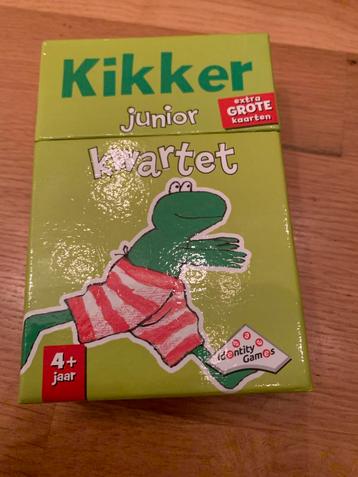 Kikker
junior
extra
GROTE
kaarten
kwartet
4+
jaar
Identity
Games